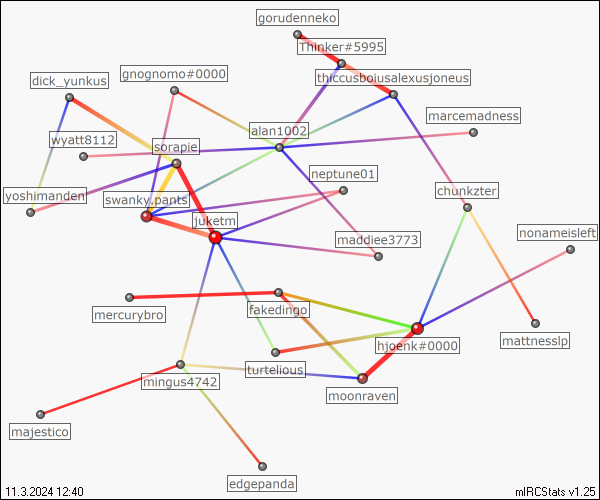 gorudenneko
Thinker#5995
thiccusboiusalexusjoneus
gnognomo#0000
dick_yunkus
marcemadness
alan1002
wyatt8112
sorapie
neptune01
chunkzter
yoshimander
swanky.pants
juketm
nonameisleft
maddiee3773
mercurybro
fakedingo
mattnesslp
hjoenk#0000
turtelious
mingus4742
moonraven
majestico
edgepanda
11.3.2024 12:40
mIRCStats v1.25